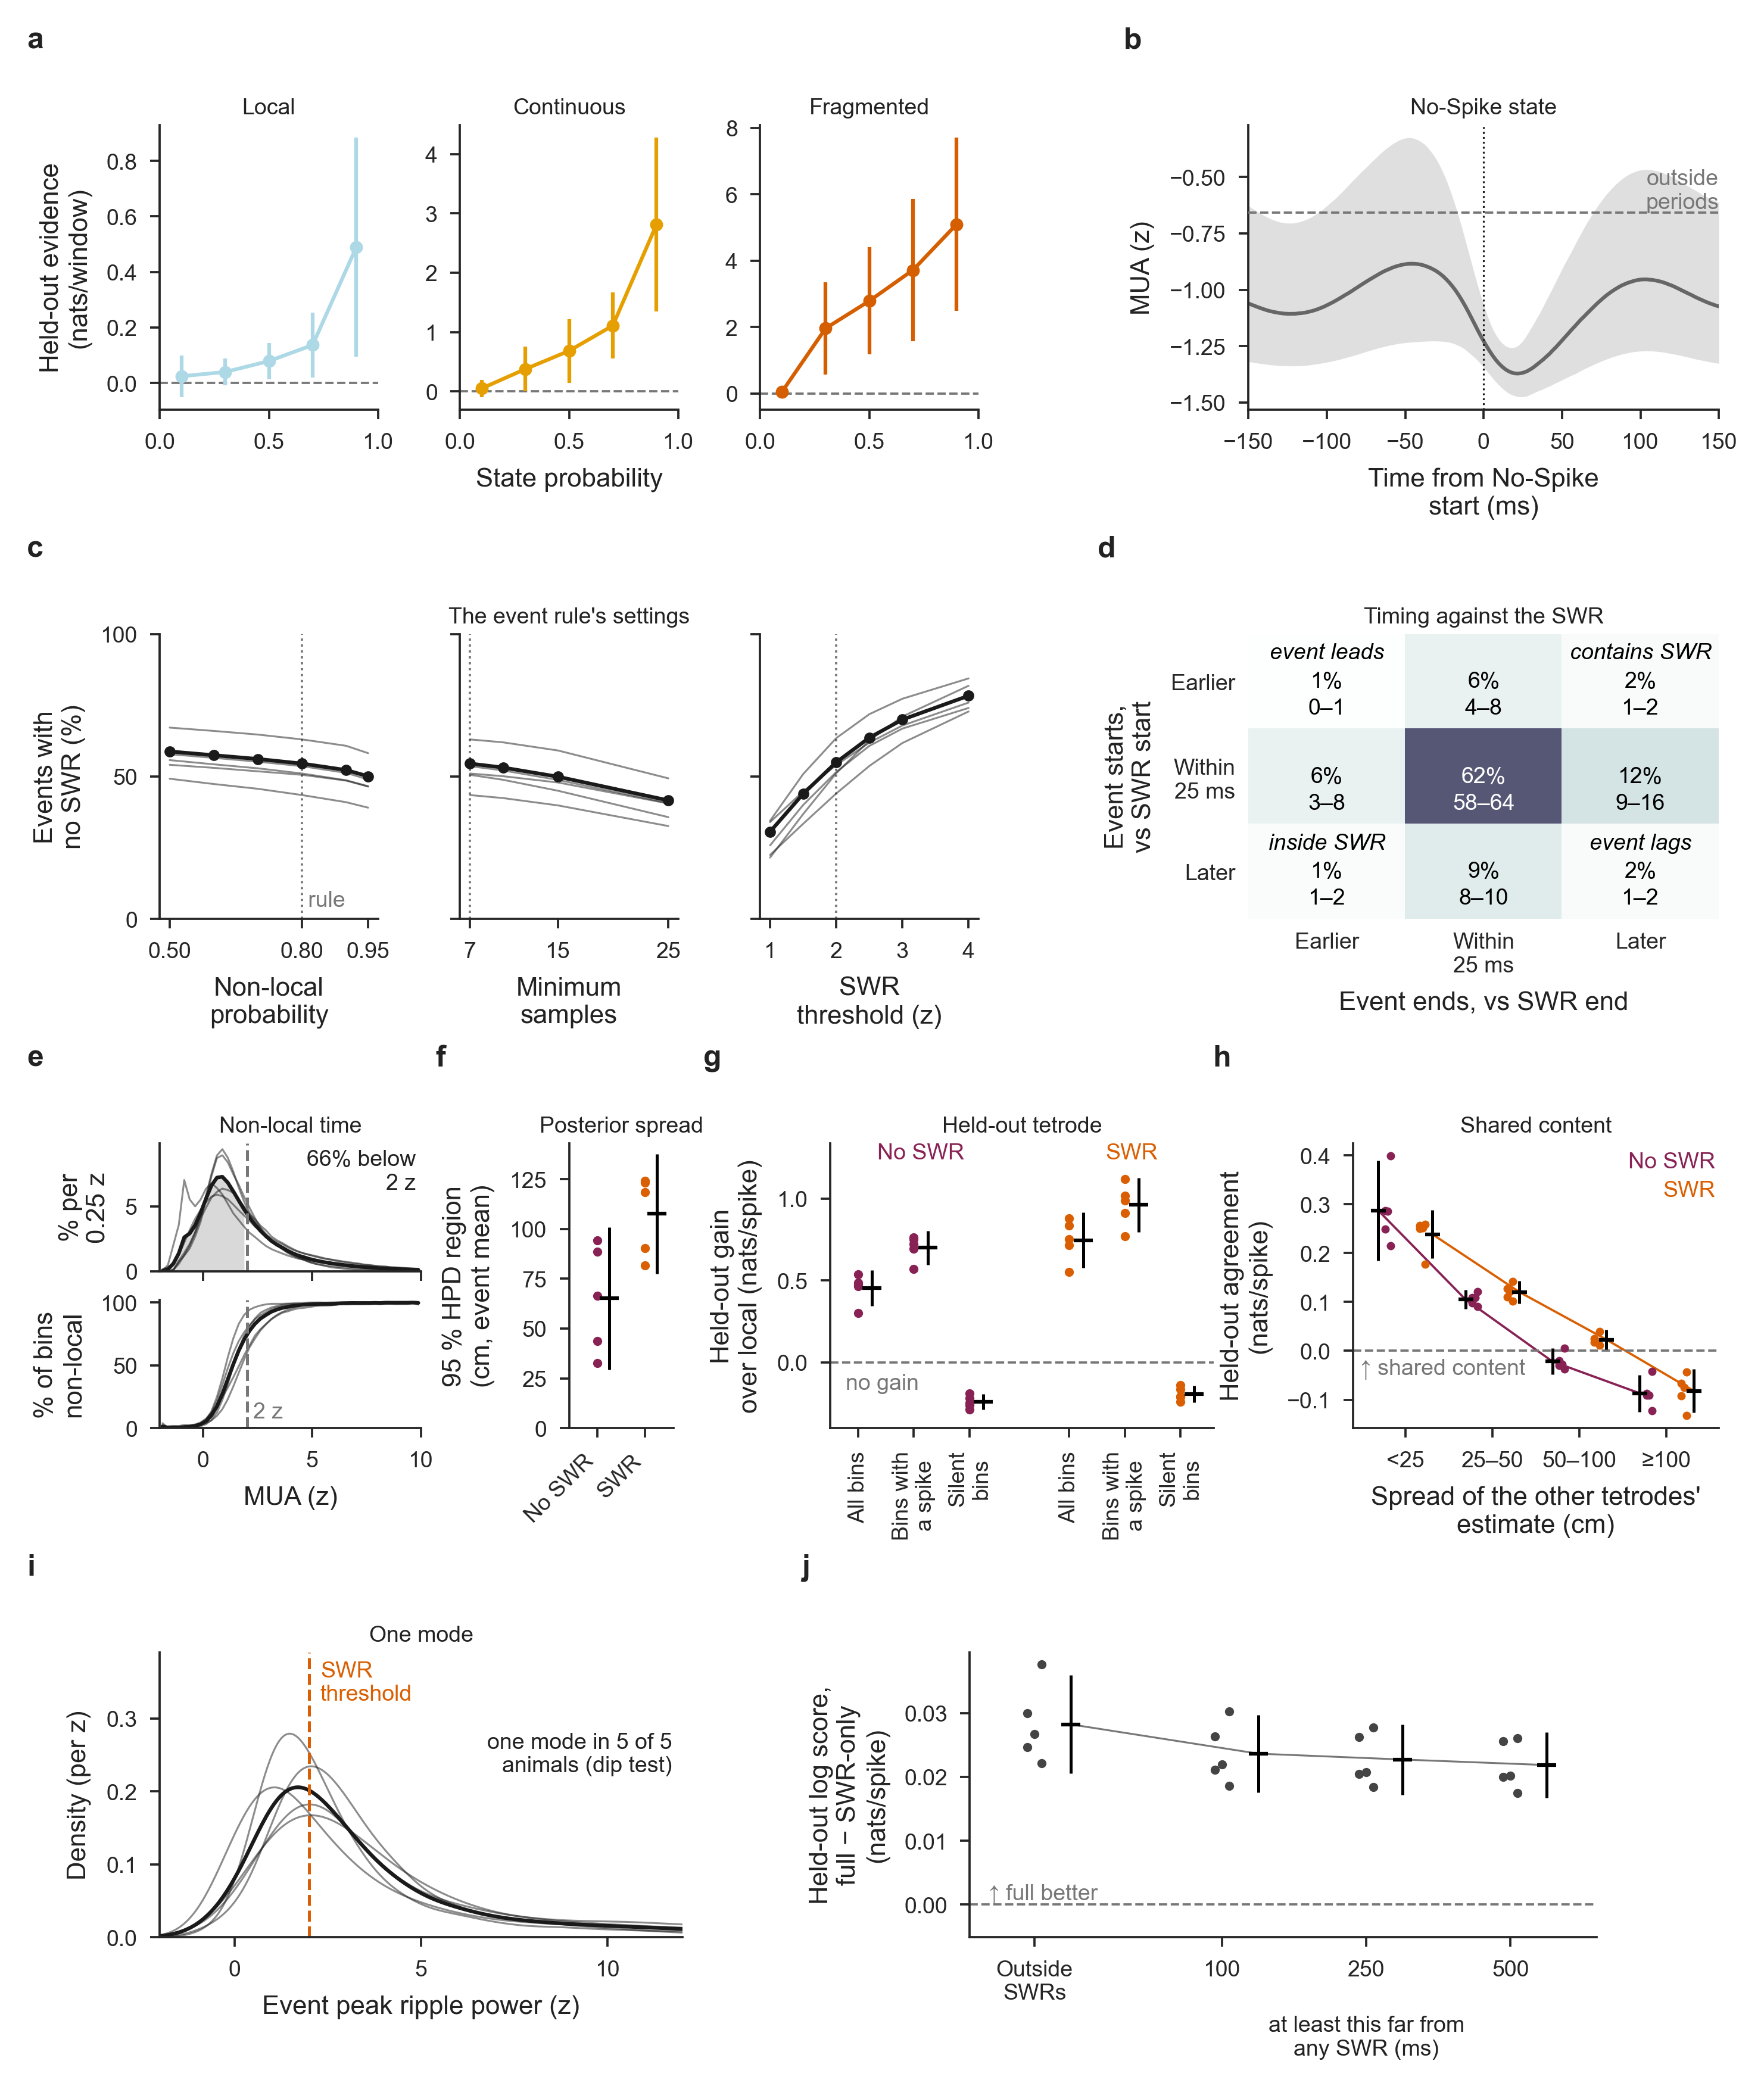 a
Local
Continuous
Fragmented
Held-out evidence
(nats/window)
0.8
0.6
0.4
0.2
0.0
4
3
2
1
0
8
6
4
2
0
0.0
0.5
1.0
0.0
0.5
1.0
0.0
0.5
1.0
State probability
b
No-Spike state
MUA (z)
−0.50
−0.75
−1.00
−1.25
−1.50
outside
periods
−150
−100
−50
0
50
100
150
Time from No-Spike
start (ms)
c
The event rule's settings
Events with
no SWR (%)
100
50
0
rule
0.50
0.80
0.95
Non-local
probability
7
15
25
Minimum
samples
1
2
3
4
SWR
threshold (z)
d
Timing against the SWR
Event starts,
vs SWR start
Earlier
event leads
1%
0–1
6%
4–8
contains SWR
2%
1–2
Within
25 ms
6%
3–8
62%
58–64
12%
9–16
Later
inside SWR
1%
1–2
9%
8–10
event lags
2%
1–2
Earlier
Within
25 ms
Later
Event ends, vs SWR end
e
Non-local time
% per
0.25 z
5
0
66% below
2 z
% of bins
non-local
100
50
0
2 z
0
5
10
MUA (z)
f
Posterior spread
95 % HPD region
(cm, event mean)
125
100
75
50
25
0
No SWR
SWR
g
Held-out tetrode
No SWR
SWR
Held-out gain
over local (nats/spike)
1.0
0.5
0.0
no gain
All bins
Bins with
a spike
Silent
bins
All bins
Bins with
a spike
Silent
bins
h
Shared content
No SWR
SWR
Held-out agreement
(nats/spike)
0.4
0.3
0.2
0.1
0.0
−0.1
↑ shared content
<25
25–50
50–100
≥100
Spread of the other tetrodes'
estimate (cm)
i
One mode
SWR
threshold
one mode in 5 of 5
animals (dip test)
Density (per z)
0.3
0.2
0.1
0.0
0
5
10
Event peak ripple power (z)
j
Held-out log score,
full − SWR-only
(nats/spike)
0.03
0.02
0.01
0.00
↑ full better
Outside
SWRs
100
250
500
at least this far from
any SWR (ms)